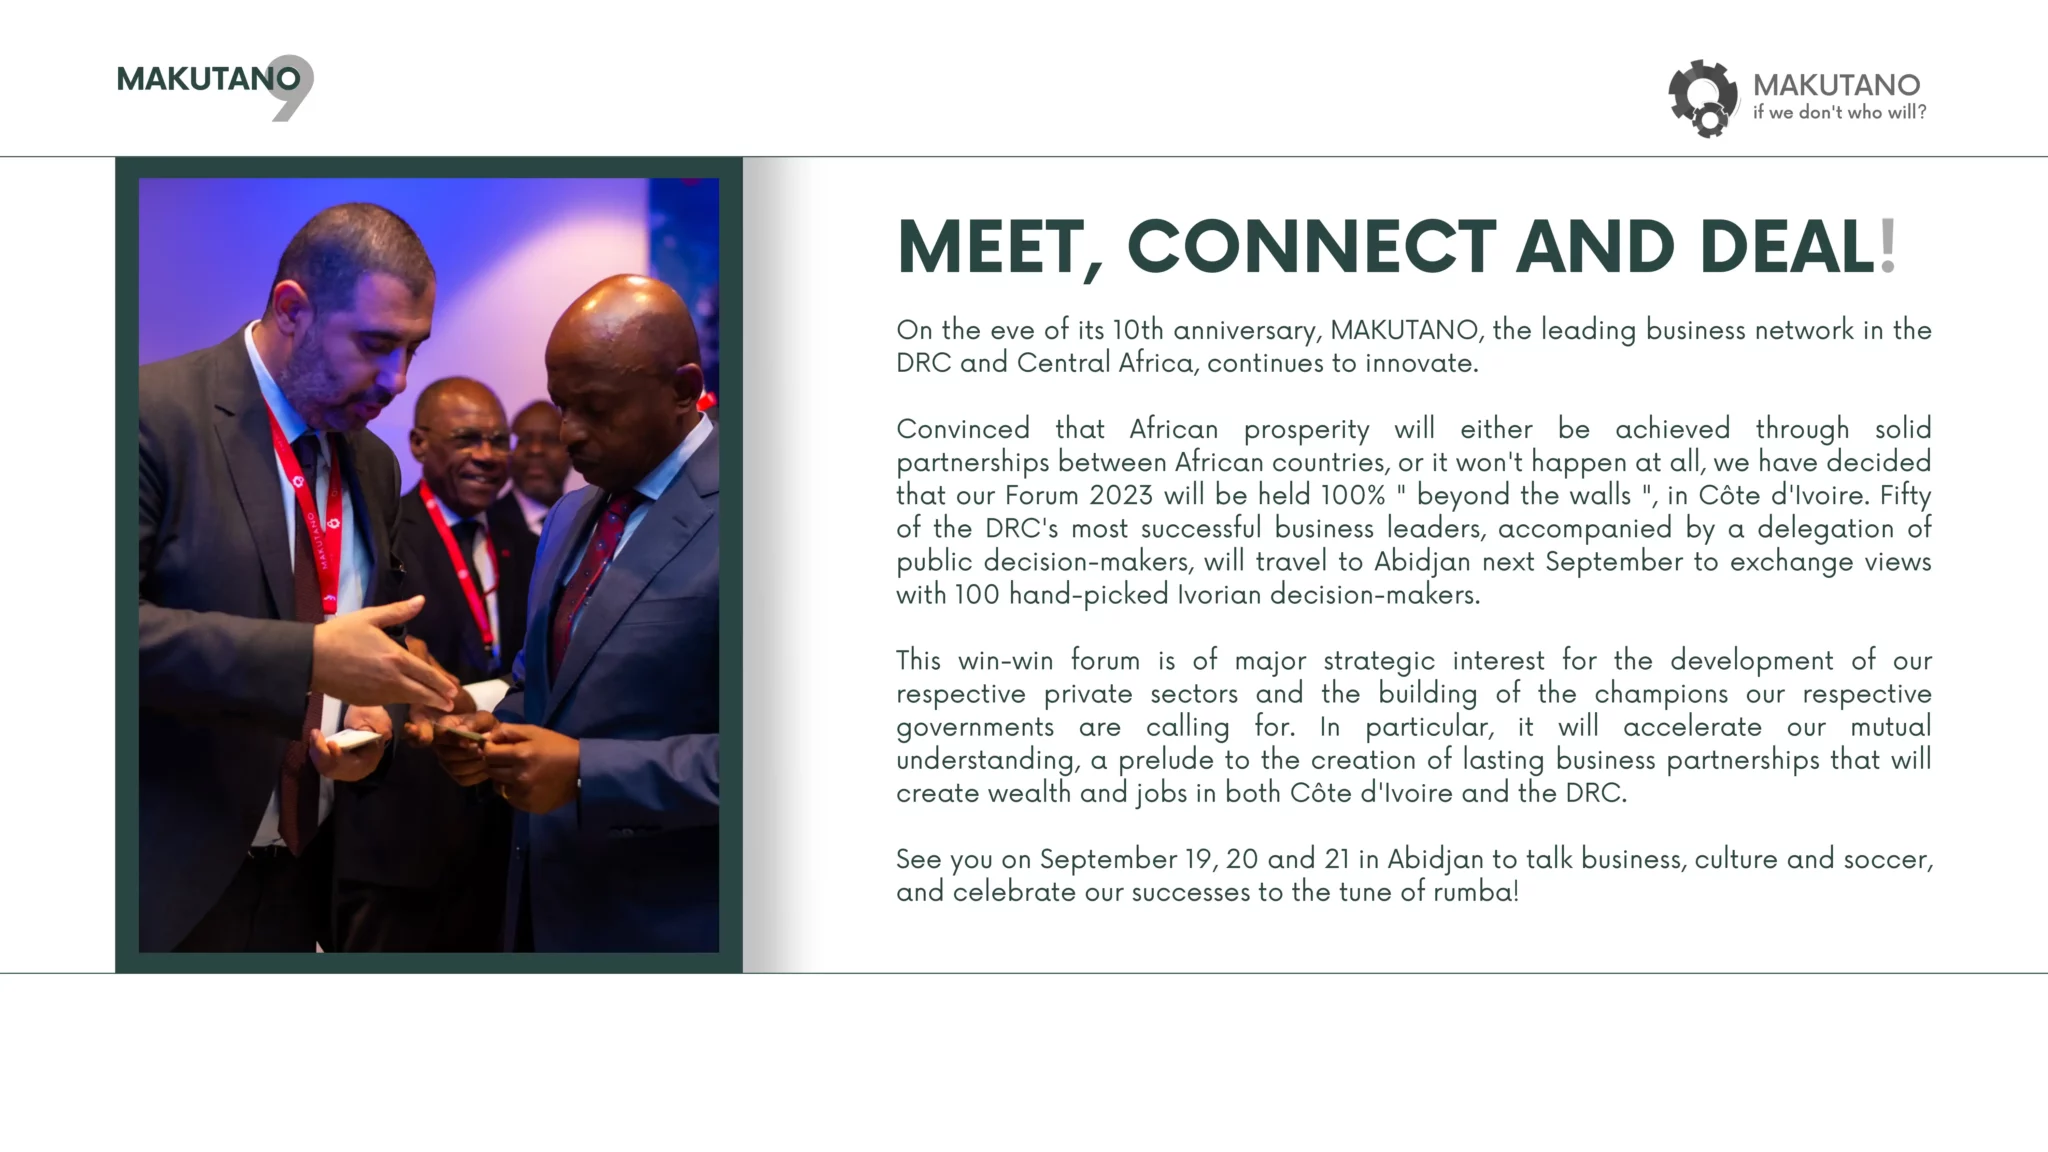 MAKUTANO9
MAKUTANO
if we don't who will?
MEET, CONNECT AND DEAL!
On the eve of its 10th anniversary, MAKUTANO, the leading business network in the
DRC and Central Africa, continues to innovate.
Convinced that African prosperity will either be achieved through solid
partnerships between African countries, or it won't happen at all, we have decided
that our Forum 2023 will be held 100% " beyond the walls ", in Côte d'Ivoire. Fifty
of the DRC's most successful business leaders, accompanied by a delegation of
public decision-makers, will travel to Abidjan next September to exchange views
with 100 hand-picked Ivorian decision-makers.
This win-win forum is of major strategic interest for the development of our
respective private sectors and the building of the champions our respective
governments are calling for. In particular, it will accelerate our mutual
understanding, a prelude to the creation of lasting business partnerships that will
create wealth and jobs in both Côte d'Ivoire and the DRC.
See you on September 19, 20 and 21 in Abidjan to talk business, culture and soccer,
and celebrate our successes to the tune of rumba!
MAKUTANO